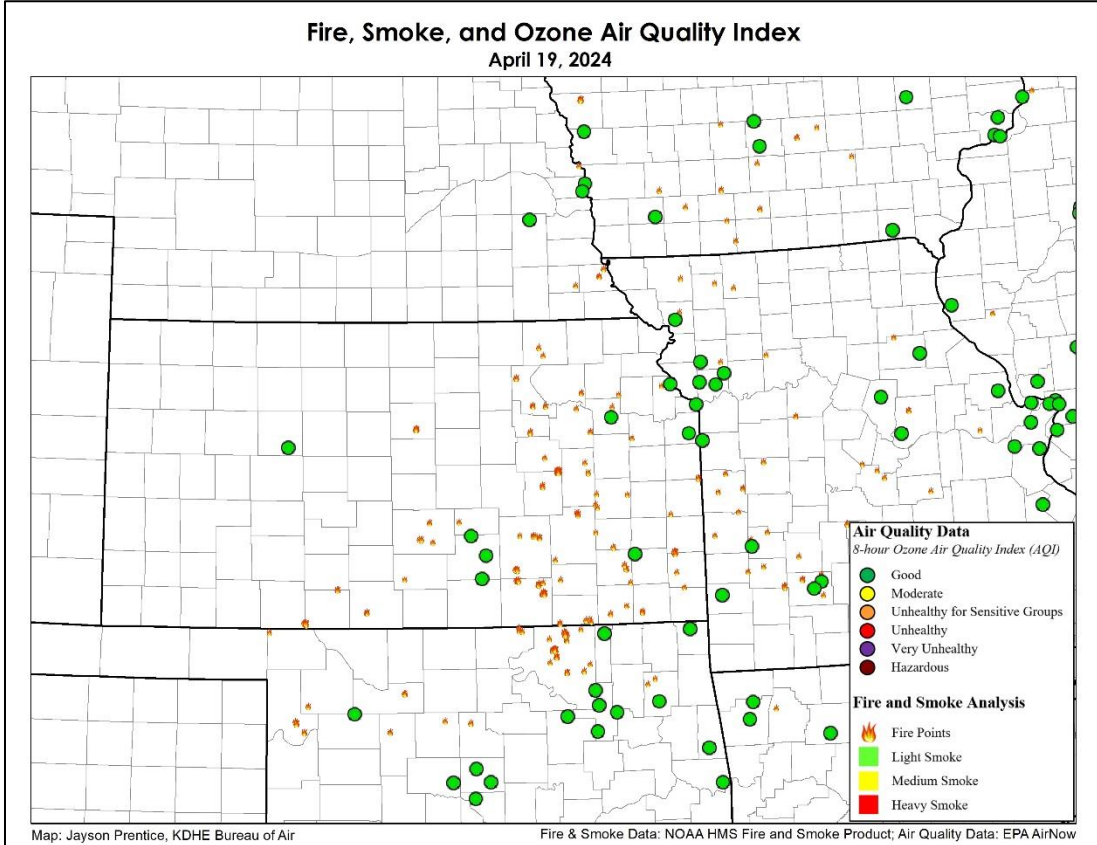 Fire, Smoke, and Ozone Air Quality Index
April 19, 2024
Air Quality Data
8-hour Ozone Air Quality Index (AQI)
Good
Moderate
Unhealthy for Sensitive Groups
Unhealthy
Very Unhealthy
Hazardous
Fire and Smoke Analysis
Fire Points
Light Smoke
Medium Smoke
Heavy Smoke
Map: Jayson Prentice, KDHE Bureau of Air
Fire & Smoke Data: NOAA HMS Fire and Smoke Product; Air Quality Data: EPA AirNow